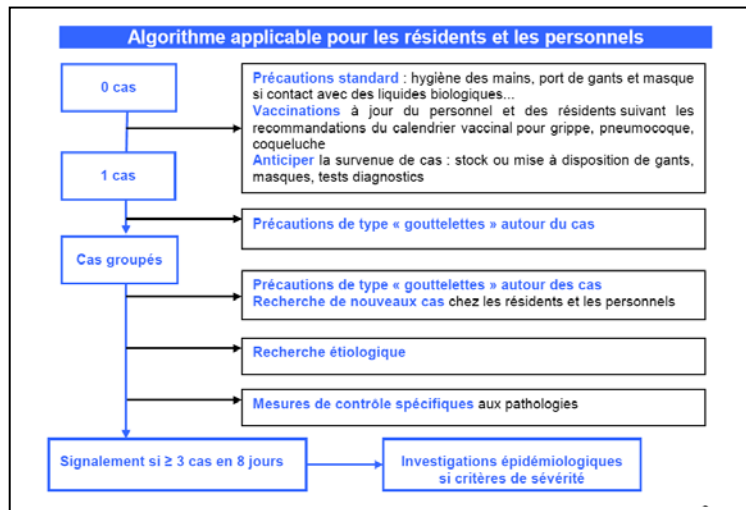 Algorithme applicable pour les résidents et les personnels
0 cas
Précautions standard : hygiène des mains, port de gants et masque
si contact avec des liquides biologiques...
Vaccinations à jour du personnel et des résidents suivant les
recommandations du calendrier vaccinal pour grippe, pneumocoque,
coqueluche
Anticiper la survenue de cas : stock ou mise à disposition de gants,
masques, tests diagnostics
1 cas
Précautions de type « gouttelettes » autour du cas
Cas groupés
Précautions de type « gouttelettes » autour des cas
Recherche de nouveaux cas chez les résidents et les personnels
Recherche étiologique
Mesures de contrôle spécifiques aux pathologies
Signalement si ≥ 3 cas en 8 jours
Investigations épidémiologiques
si critères de sévérité